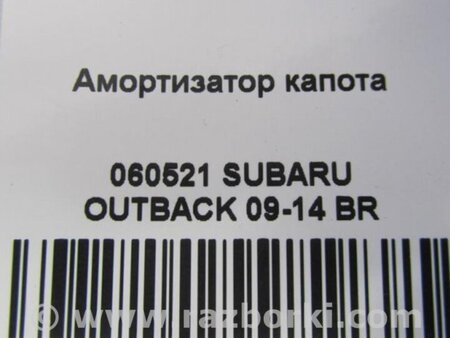 Амортизатор капота
060521 SUBARU
OUTBACK 09-14 BR
© www.razborki.com